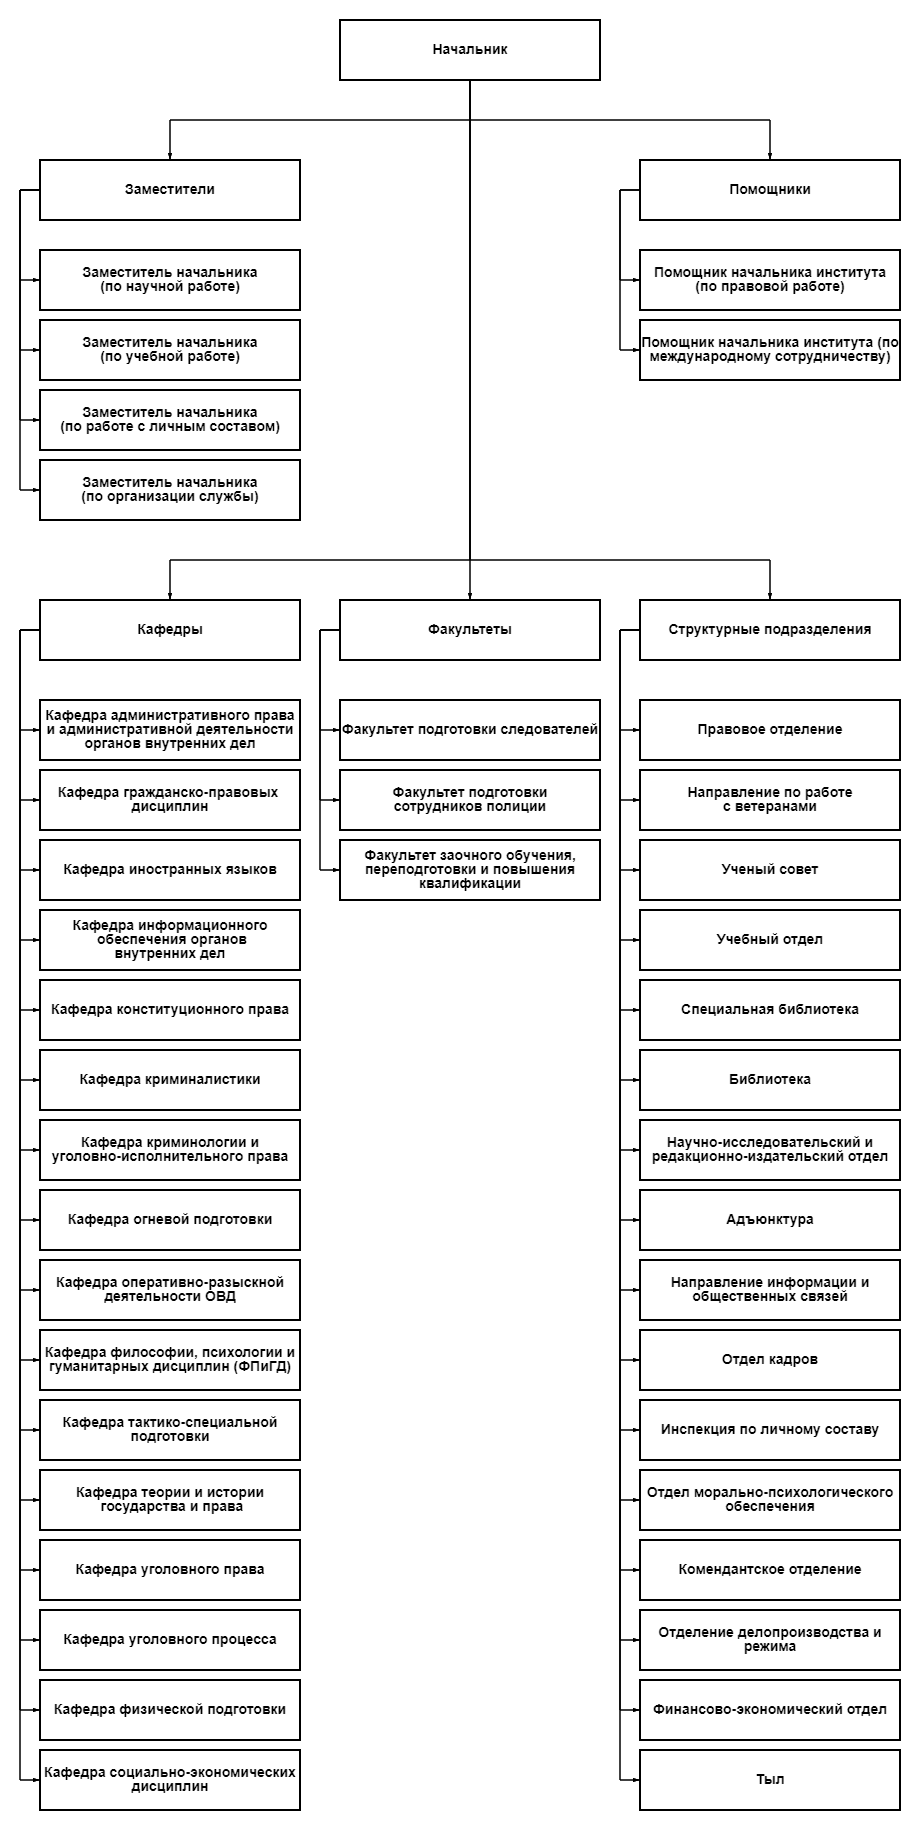 Начальник
Заместители
Заместитель начальника
(по научной работе)
Заместитель начальника
(по учебной работе)
Заместитель начальника
(по работе с личным составом)
Заместитель начальника
(по организации службы)
Помощники
Помощник начальника института
(по правовой работе)
Помощник начальника института (по
международному сотрудничеству)
Кафедры
Кафедра административного права
и административной деятельности
органов внутренних дел
Кафедра гражданско-правовых
дисциплин
Кафедра иностранных языков
Кафедра информационного
обеспечения органов
внутренних дел
Кафедра конституционного права
Кафедра криминалистики
Кафедра криминологии и
уголовно-исполнительного права
Кафедра огневой подготовки
Кафедра оперативно-разыскной
деятельности ОВД
Кафедра философии, психологии и
гуманитарных дисциплин (ФПиГД)
Кафедра тактико-специальной
подготовки
Кафедра теории и истории
государства и права
Кафедра уголовного права
Кафедра уголовного процесса
Кафедра физической подготовки
Кафедра социально-экономических
дисциплин
Факультеты
Факультет подготовки следователей
Факультет подготовки
сотрудников полиции
Факультет заочного обучения,
переподготовки и повышения
квалификации
Структурные подразделения
Правовое отделение
Направление по работе
с ветеранами
Ученый совет
Учебный отдел
Специальная библиотека
Библиотека
Научно-исследовательский и
редакционно-издательский отдел
Адъюнктура
Направление информации и
общественных связей
Отдел кадров
Инспекция по личному составу
Отдел морально-психологического
обеспечения
Комендантское отделение
Отделение делопроизводства и
режима
Финансово-экономический отдел
Тыл